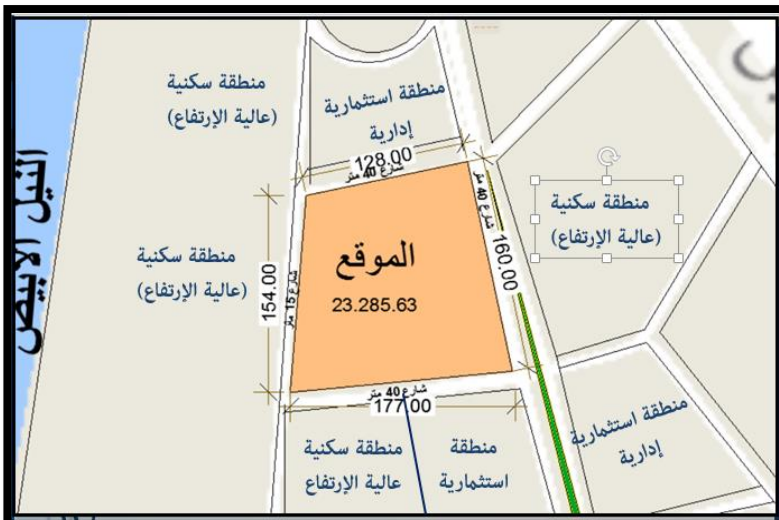 منطقة سكنية
(عالية الإرتفاع)
منطقة استثمارية
إدارية
128.00
شارع 40 متر
شارع 40 متر
منطقة سكنية
(عالية الإرتفاع)
النيل الابيض
منطقة سكنية
(عالية الإرتفاع)
154.00
شارع 15 متر
الموقع
23.285.63
160.00
شارع 40 متر
177.00
منطقة سكنية
عالية الإرتفاع
منطقة
استثمارية
منطقة استثمارية
إدارية